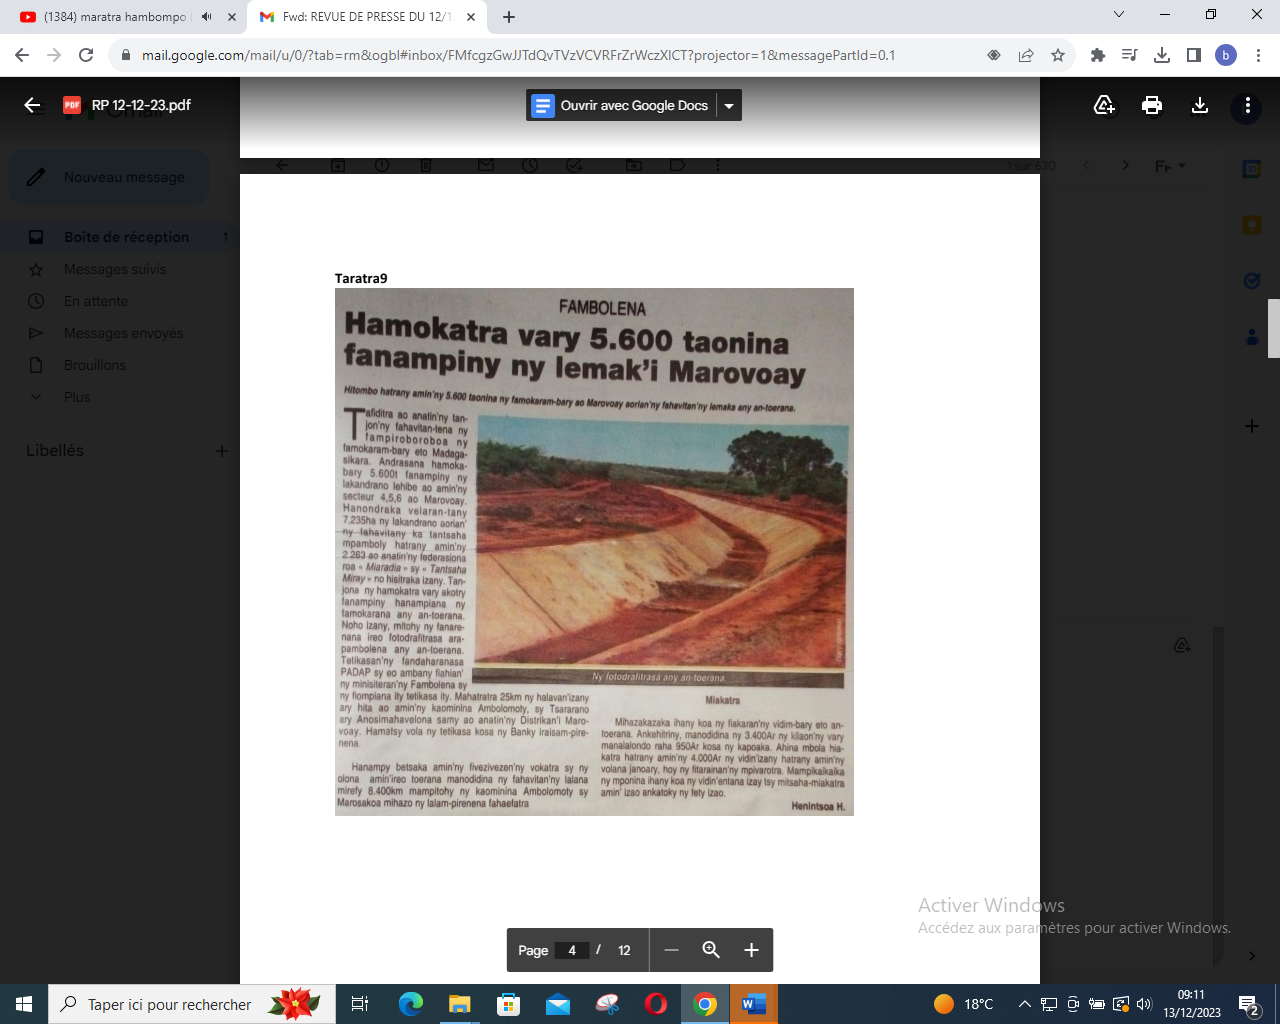 (1384) maratra hambompo
Fwd: REVUE DE PRESSE DU 12/1
mail.google.com/mail/u/0/?tab=rm&ogbl#inbox/FMfcgzGwJJTdQvTVzVCVRFrZrWczXlCT?projector=1&messagePartId=0.1
b
PDF
RP 12-12-23.pdf
Ouvrir avec Google Docs
Gmail
Nouveau message
1 sur 630
Fr
Boîte de réception 1
Messages suivis
En attente
Messages envoyés
Brouillons
Plus
Libellés
Taratra9
FAMBOLENA
Hamokatra vary 5.600 taonina
fanampiny ny lemak'i Marovoay
Hitombo hatrany amin'ny 5.600 taonina ny famokaram-bary ao Marovoay aorian'ny fahavitan'ny lemaka any an-toerana.
Tafiditra ao anatin'ny tan-
jon'ny fahavitan-tena ny
fampiroboroboa ny
famokaram-bary eto Madaga-
sikara. Andrasana hamoka-
bary 5.600t fanampiny ny
lakandrano lehibe ao amin'ny
secteur 4,5,6 ao Marovoay.
Hanondraka velaran-tany
7.235ha ny lakandrano aorian'
ny fahavitany ka tantsaha
mpamboly hatrany amin'ny
2.263 ao anatin'ny federasiona
roa « Miaradia » sy « Tantsaha
Miray » no hisitraka izany. Tan-
jona ny hamokatra vary akotry
fanampiny hanampiana ny
famokarana any an-toerana.
Noho izany, mitohy ny fanare-
nana ireo fotodrafitrasa ara-
pambolena any an-toerana.
Tetikasan'ny fandaharanasa
PADAP sy eo ambany fiahian'
ny minisiteran'ny Fambolena sy
ny fiompiana ity tetikasa ity. Mahatratra 25km ny halavan'izany
ary hita ao amin'ny kaominina Ambolomoty, sy Tsararano
ary Anosimahavelona samy ao anatin'ny Distrikan'i Maro-
voay. Hamatsy vola ny tetikasa kosa ny Banky iraisam-pire-
nena.
Hanampy betsaka amin'ny fivezivezen'ny vokatra sy ny
olona amin'ireo toerana manodidina ny fahavitan'ny lalana
mirefy 8.400km mampitohy ny kaominina Ambolomoty sy
Marosakoa mihazo ny lalam-pirenena fahaefatra
Ny fotodrafitrasa any an-toerana.
Miakatra
Mihazakazaka ihany koa ny fiakaran'ny vidim-bary eto an-
toerana. Ankehitriny, manodidina ny 3.400Ar ny kilaon'ny vary
manalalondo raha 950Ar kosa ny kapoaka. Ahina mbola hia-
katra hatrany amin'ny 4.000Ar ny vidin'izany hatrany amin'ny
volana janoary, hoy ny fitarainan'ny mpivarotra. Mampikaikaika
ny mponina ihany koa ny vidin'entana izay tsy mitsaha-miakatra
amin' izao ankatoky ny fety izao.
Henintsoa H.
Activer Windows
Accédez aux paramètres pour activer Windows.
Page 4 / 12
Taper ici pour rechercher
18°C
09:11
13/12/2023
2